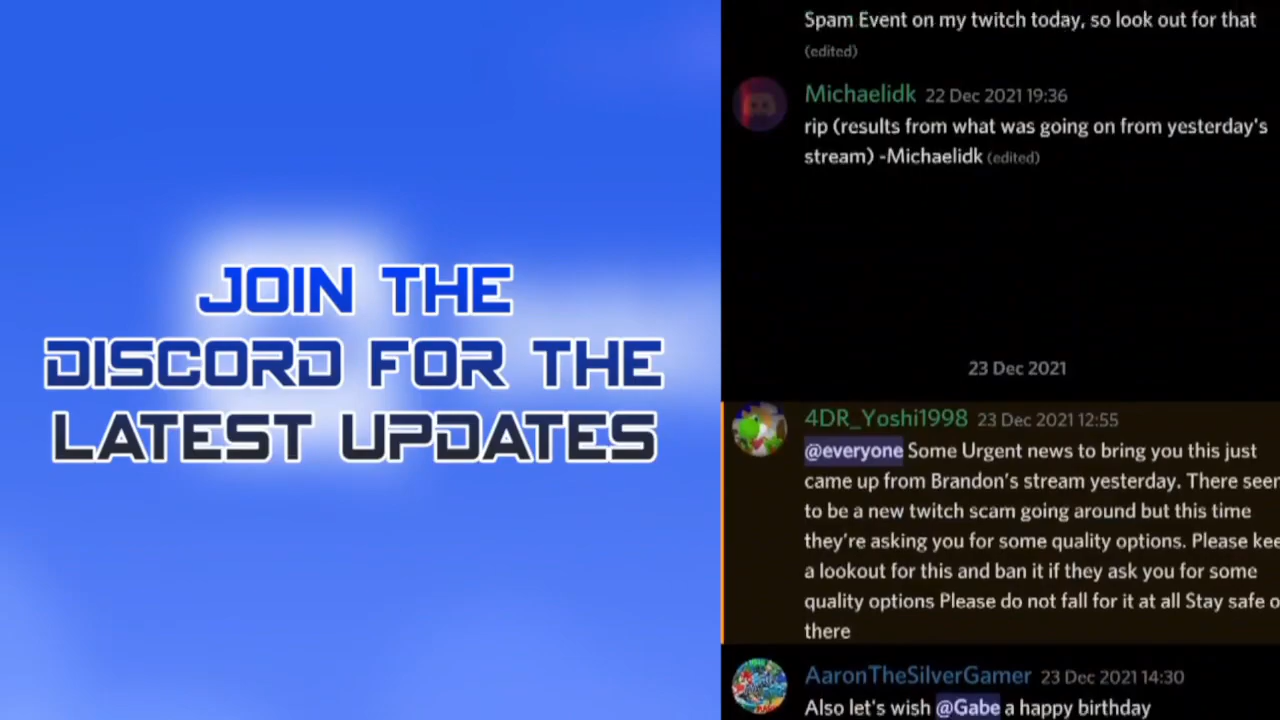 JOIN THE
DISCORD FOR THE
LATEST UPDATES
Spam Event on my twitch today, so look out for that
(edited)
Michaelidk 22 Dec 2021 19:36
rip (results from what was going on from yesterday's
stream) -Michaelidk (edited)
23 Dec 2021
4DR_Yoshi1998 23 Dec 2021 12:55
@everyone Some Urgent news to bring you this just
came up from Brandon's stream yesterday. There seem
to be a new twitch scam going around but this time
they're asking you for some quality options. Please kee
a lookout for this and ban it if they ask you for some
quality options Please do not fall for it at all Stay safe o
there
AaronTheSilverGamer 23 Dec 2021 14:30
Also let's wish @Gabe a happy birthday